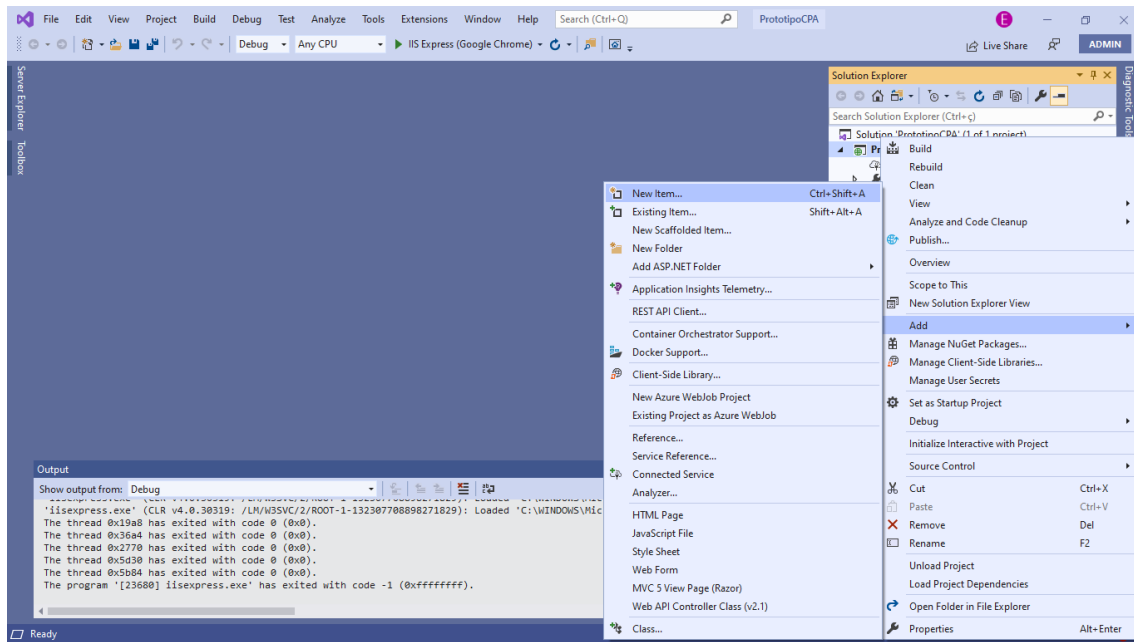 File Edit View Project Build Debug Test Analyze Tools Extensions Window Help Search (Ctrl+Q) PrototipoCPA E
Debug Any CPU IIS Express (Google Chrome) Live Share ADMIN
Server Explorer
Toolbox
Solution Explorer
Search Solution Explorer (Ctrl+ç)
Solution 'PrototipoCPA' (1 of 1 project)
Pr
Diagnostic Tools
New Item... Ctrl+Shift+A
Existing Item... Shift+Alt+A
New Scaffolded Item...
New Folder
Add ASP.NET Folder
Application Insights Telemetry...
REST API Client...
Container Orchestrator Support...
Docker Support...
Client-Side Library...
New Azure WebJob Project
Existing Project as Azure WebJob
Reference...
Service Reference...
Connected Service
Analyzer...
HTML Page
JavaScript File
Style Sheet
Web Form
MVC 5 View Page (Razor)
Web API Controller Class (v2.1)
Class...
Build
Rebuild
Clean
View
Analyze and Code Cleanup
Publish...
Overview
Scope to This
New Solution Explorer View
Add
Manage NuGet Packages...
Manage Client-Side Libraries...
Manage User Secrets
Set as Startup Project
Debug
Initialize Interactive with Project
Source Control
Cut Ctrl+X
Paste Ctrl+V
Remove Del
Rename F2
Unload Project
Load Project Dependencies
Open Folder in File Explorer
Properties Alt+Enter
Output
Show output from: Debug
'iisexpress.exe' (CLR v4.0.30319: /LM/W3SVC/2/ROOT-1-132307708898271829): Loaded 'C:\WINDOWS\Mic
The thread 0x19a8 has exited with code 0 (0x0).
The thread 0x36a4 has exited with code 0 (0x0).
The thread 0x2770 has exited with code 0 (0x0).
The thread 0x5d30 has exited with code 0 (0x0).
The thread 0x5b84 has exited with code 0 (0x0).
The program '[23680] iisexpress.exe' has exited with code -1 (0xffffffff).
Ready